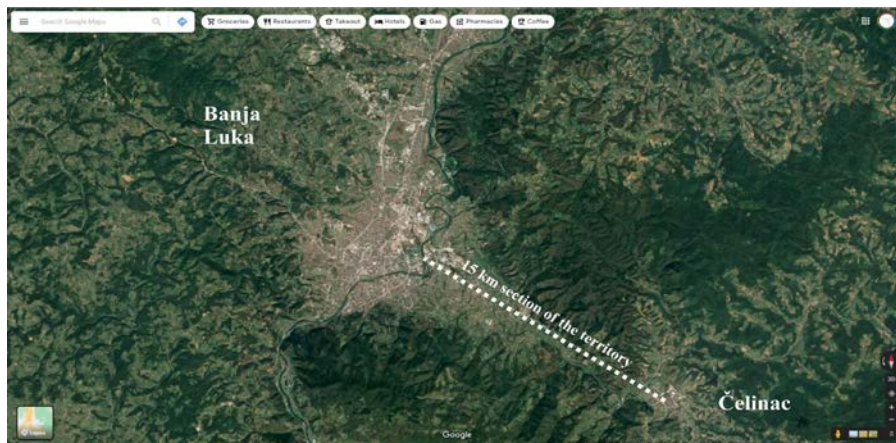 Search Google Maps
Groceries
Restaurants
Takeout
Hotels
Gas
Pharmacies
Coffee
Banja
Luka
15 km section of the territory
Čelinac
Layers
Google